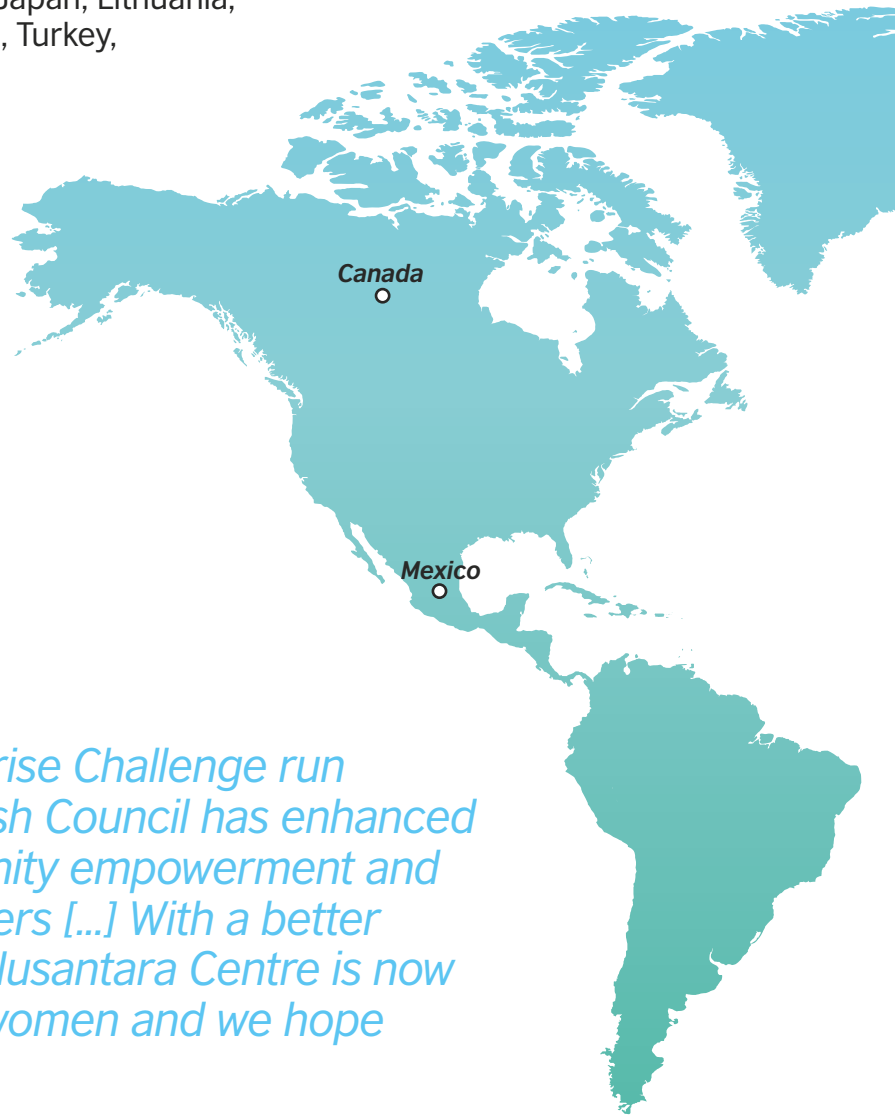 Japan, Lithuania,
, Turkey,
Canada
Mexico
rise Challenge run
sh Council has enhanced
nity empowerment and
ers [...] With a better
lusantara Centre is now
women and we hope